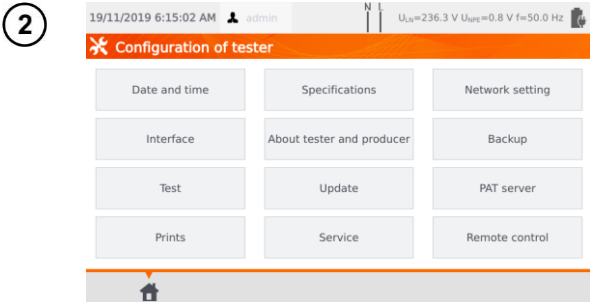 2
19/11/2019 6:15:02 AM admin N L U_LN=236.3 V U_NPE=0.8 V f=50.0 Hz
Configuration of tester
Date and time Specifications Network setting
Interface About tester and producer Backup
Test Update PAT server
Prints Service Remote control